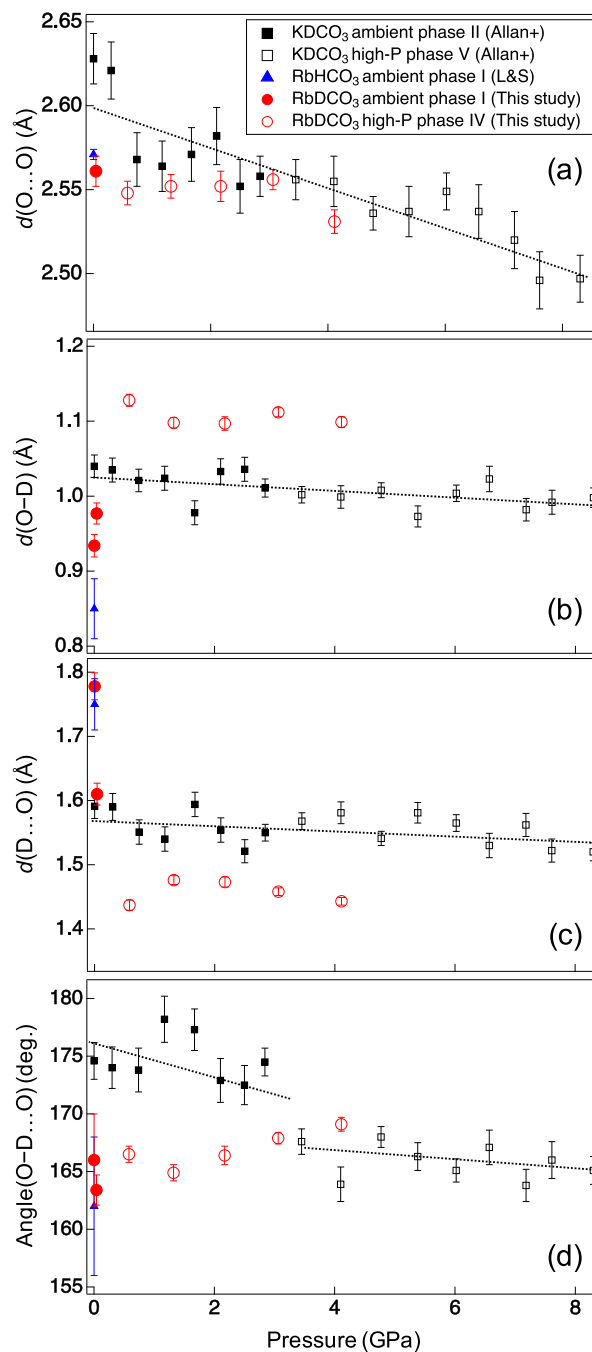 2.65
KDCO3 ambient phase II (Allan+)
KDCO3 high-P phase V (Allan+)
RbHCO3 ambient phase I (L&S)
RbDCO3 ambient phase I (This study)
RbDCO3 high-P phase IV (This study)
2.60
2.55
2.50
d(O...O) (Å)
(a)
1.2
1.1
1.0
0.9
0.8
d(O−D) (Å)
(b)
1.8
1.7
1.6
1.5
1.4
d(D...O) (Å)
(c)
180
175
170
165
160
155
Angle(O−D...O) (deg.)
(d)
0 2 4 6 8
Pressure (GPa)